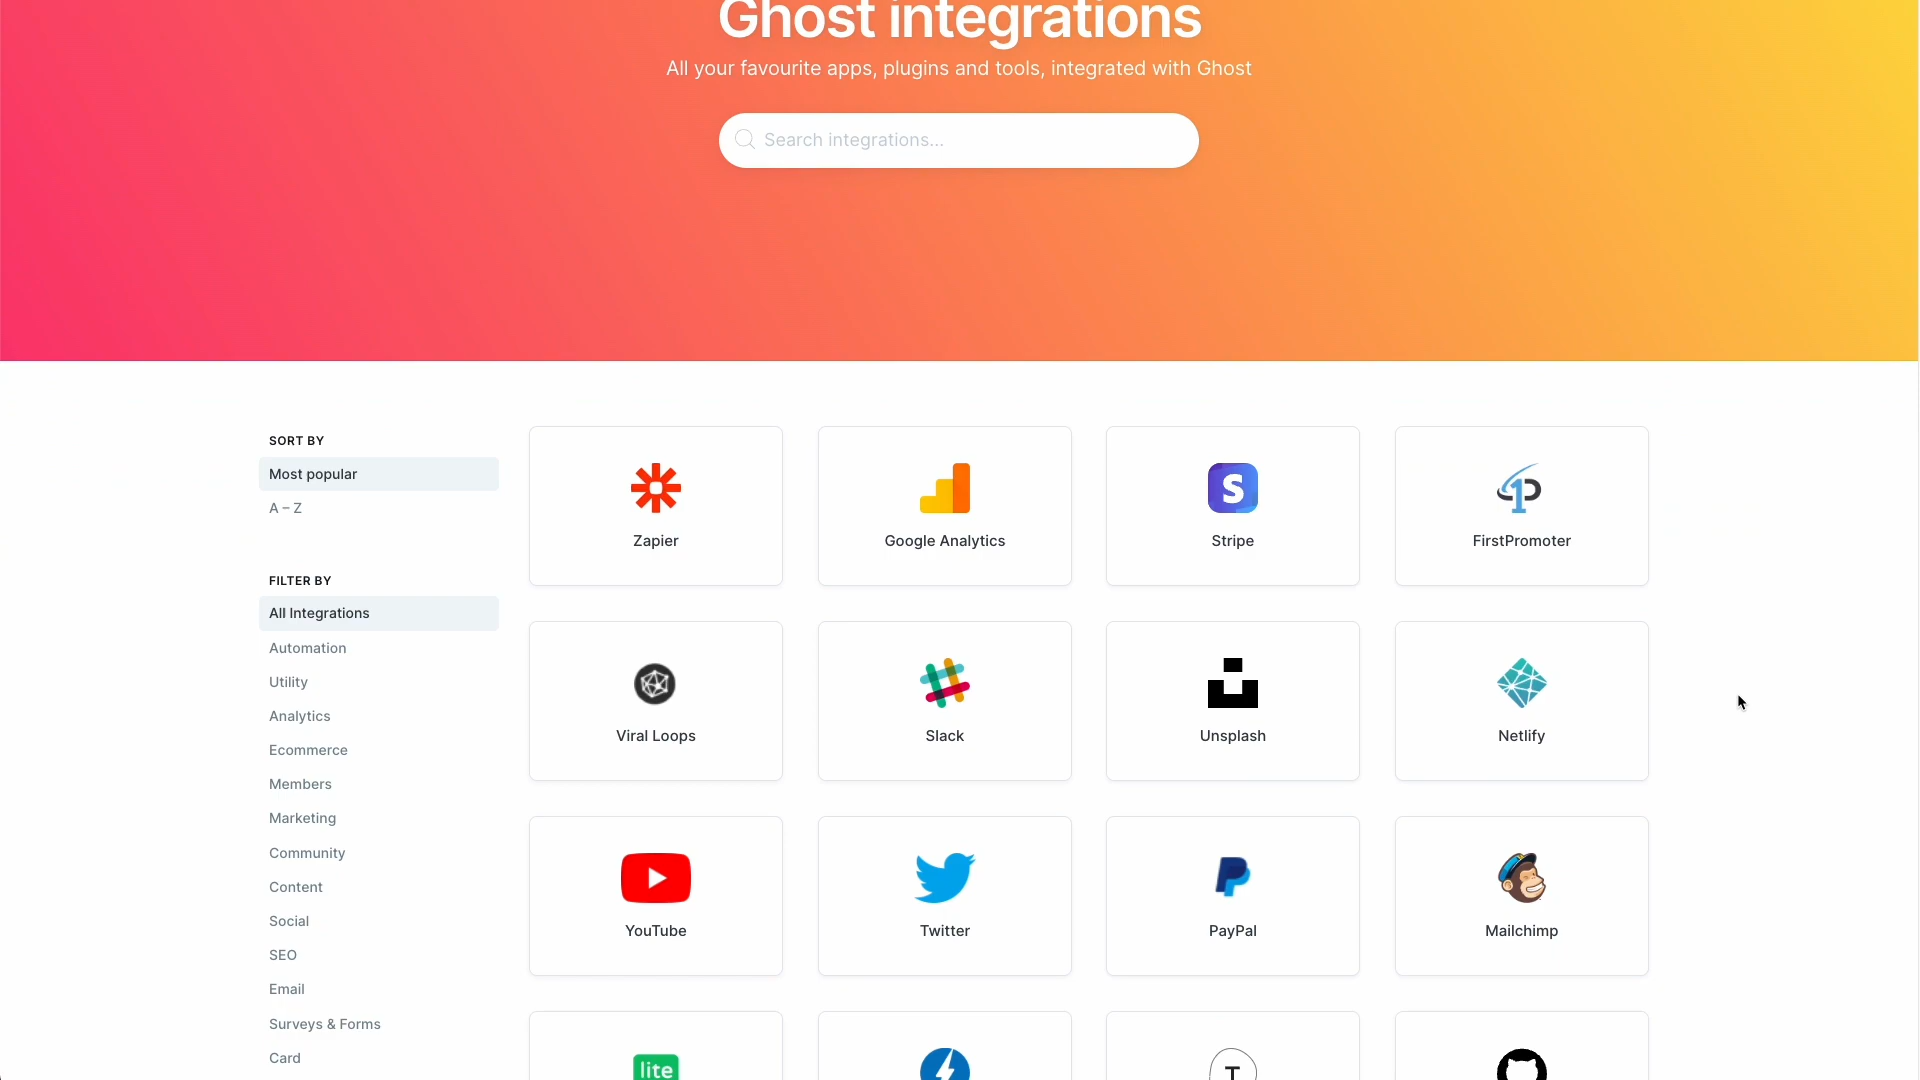 Ghost integrations
All your favourite apps, plugins and tools, integrated with Ghost
Search integrations...
SORT BY
Most popular
A – Z
FILTER BY
All Integrations
Automation
Utility
Analytics
Ecommerce
Members
Marketing
Community
Content
Social
SEO
Email
Surveys & Forms
Card
Zapier
Google Analytics
S
Stripe
1
FirstPromoter
Viral Loops
Slack
Unsplash
Netlify
YouTube
Twitter
PayPal
Mailchimp
lite
T